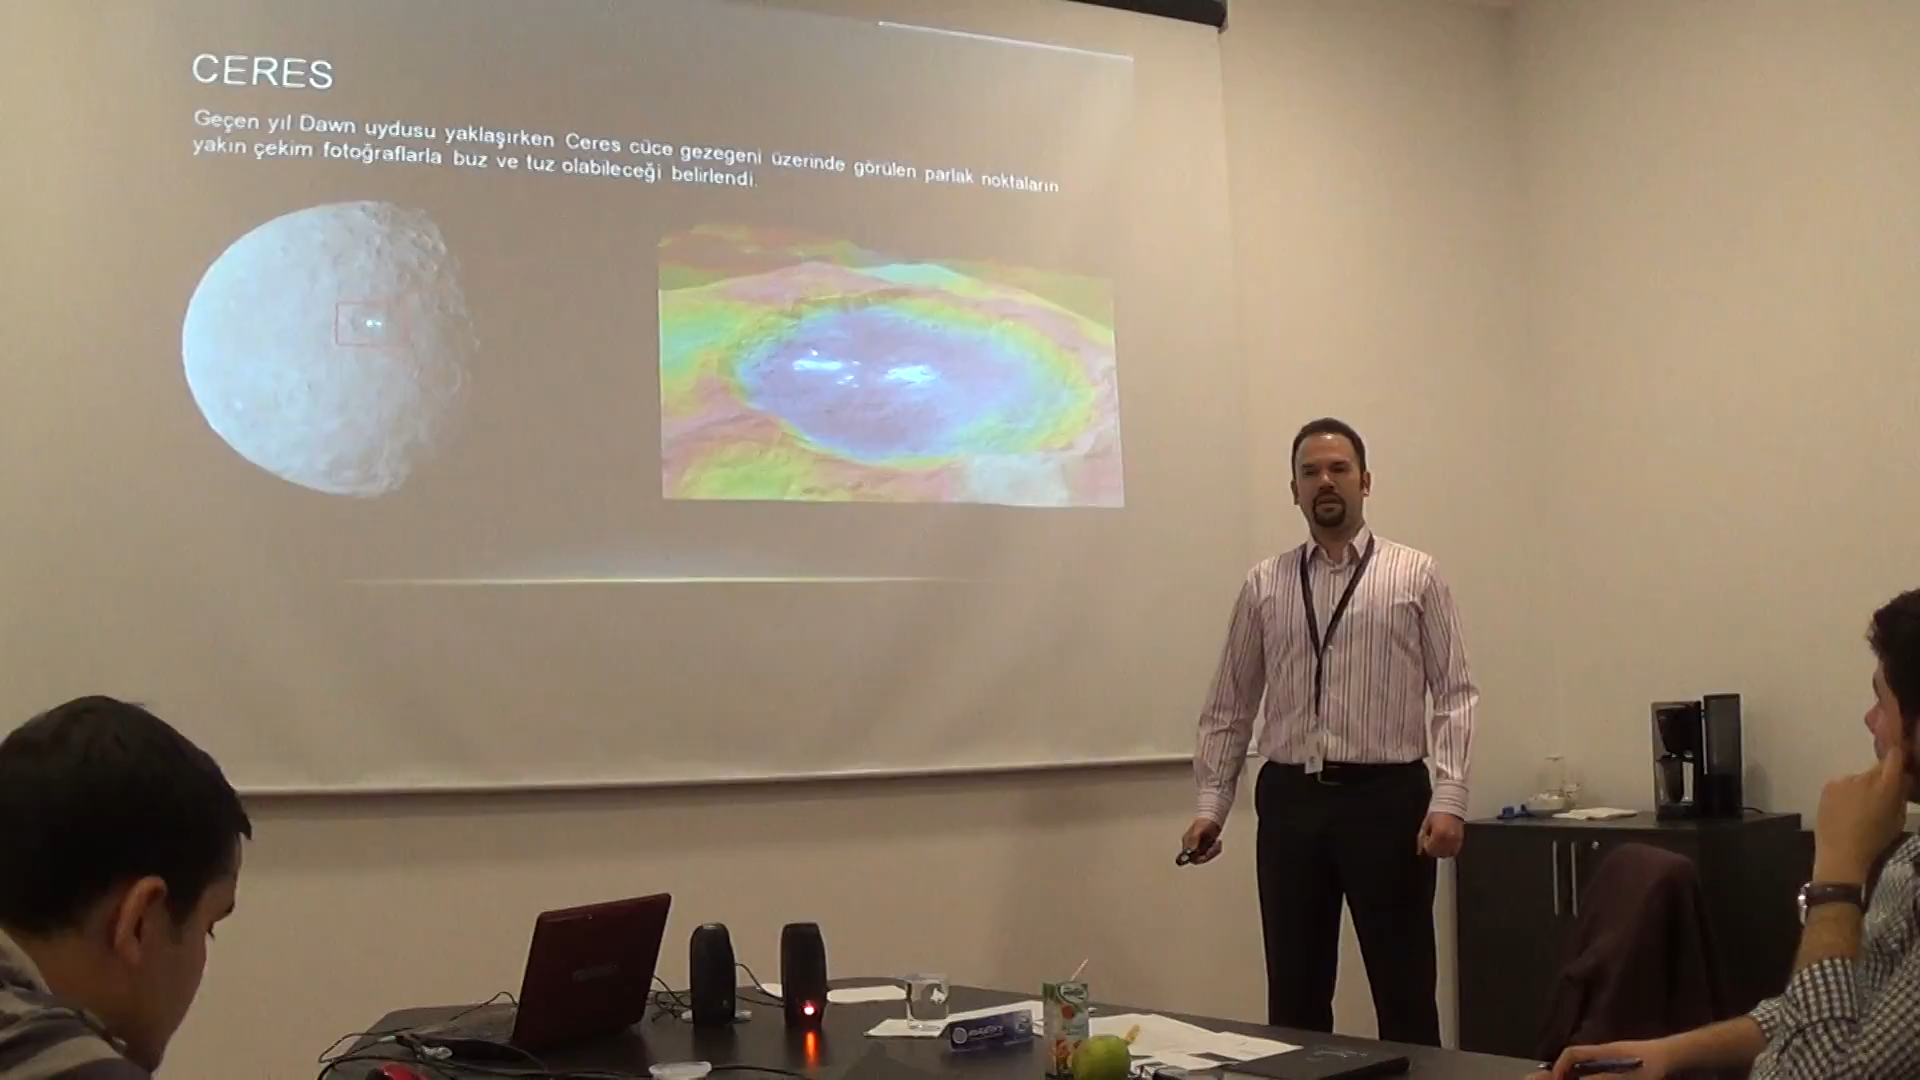 CERES
Geçen yıl Dawn uydusu yaklaşırken Ceres cüce gezegeni üzerinde görülen parlak noktaların
yakın çekim fotoğraflarla buz ve tuz olabileceği belirlendi.